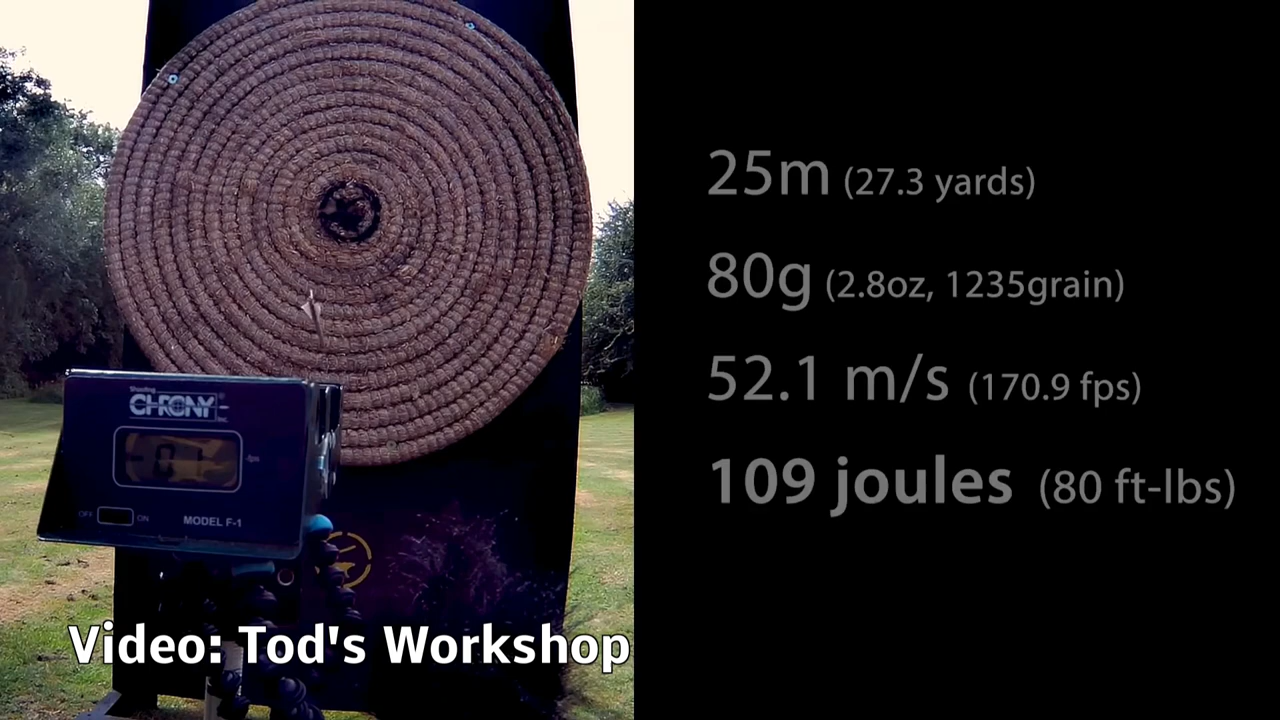 25m (27.3 yards)
80g (2.8oz, 1235grain)
52.1 m/s (170.9 fps)
109 joules (80 ft-lbs)
Shooting
CHRONY
OFF ON MODEL F-1
Video: Tod's Workshop